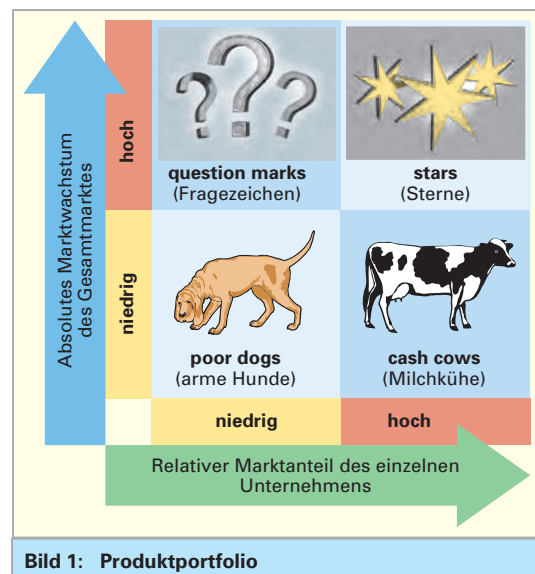 Absolutes Marktwachstum
des Gesamtmarktes
hoch
question marks
(Fragezeichen)
stars
(Sterne)
niedrig
poor dogs
(arme Hunde)
cash cows
(Milchkühe)
niedrig
hoch
Relativer Marktanteil des einzelnen
Unternehmens
Bild 1: Produktportfolio